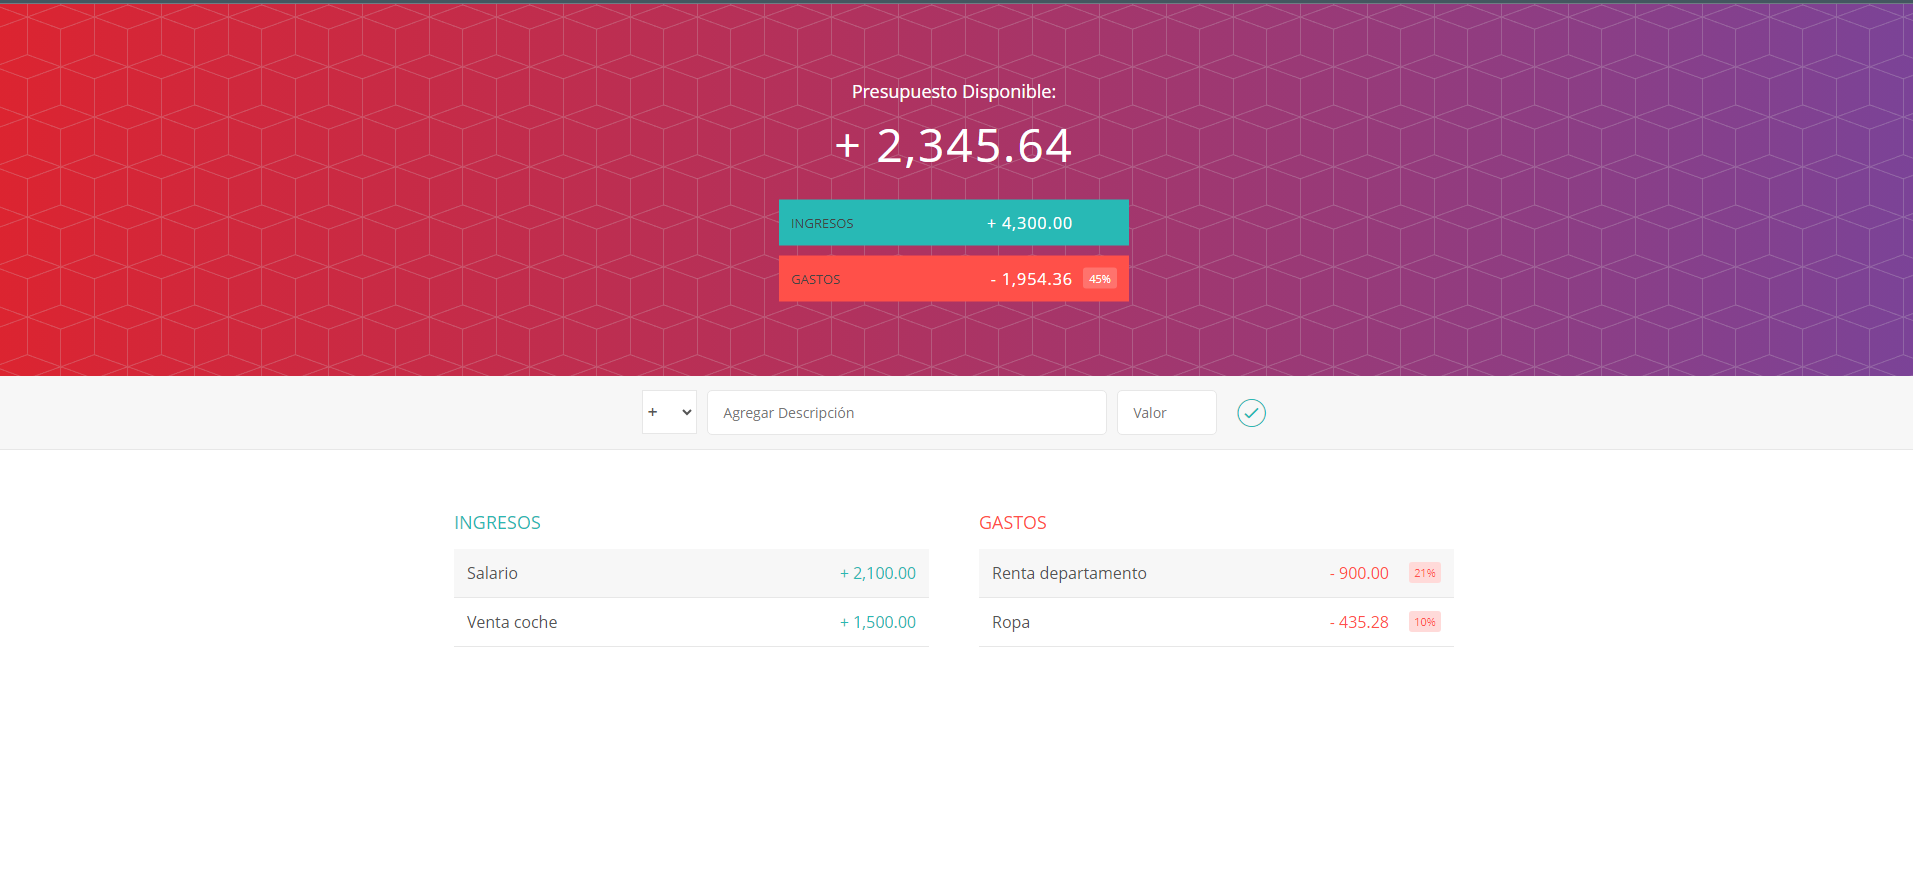 Presupuesto Disponible:
+ 2,345.64
INGRESOS + 4,300.00
GASTOS - 1,954.36 45%
+ Agregar Descripción Valor
INGRESOS
Salario + 2,100.00
Venta coche + 1,500.00
GASTOS
Renta departamento - 900.00 21%
Ropa - 435.28 10%